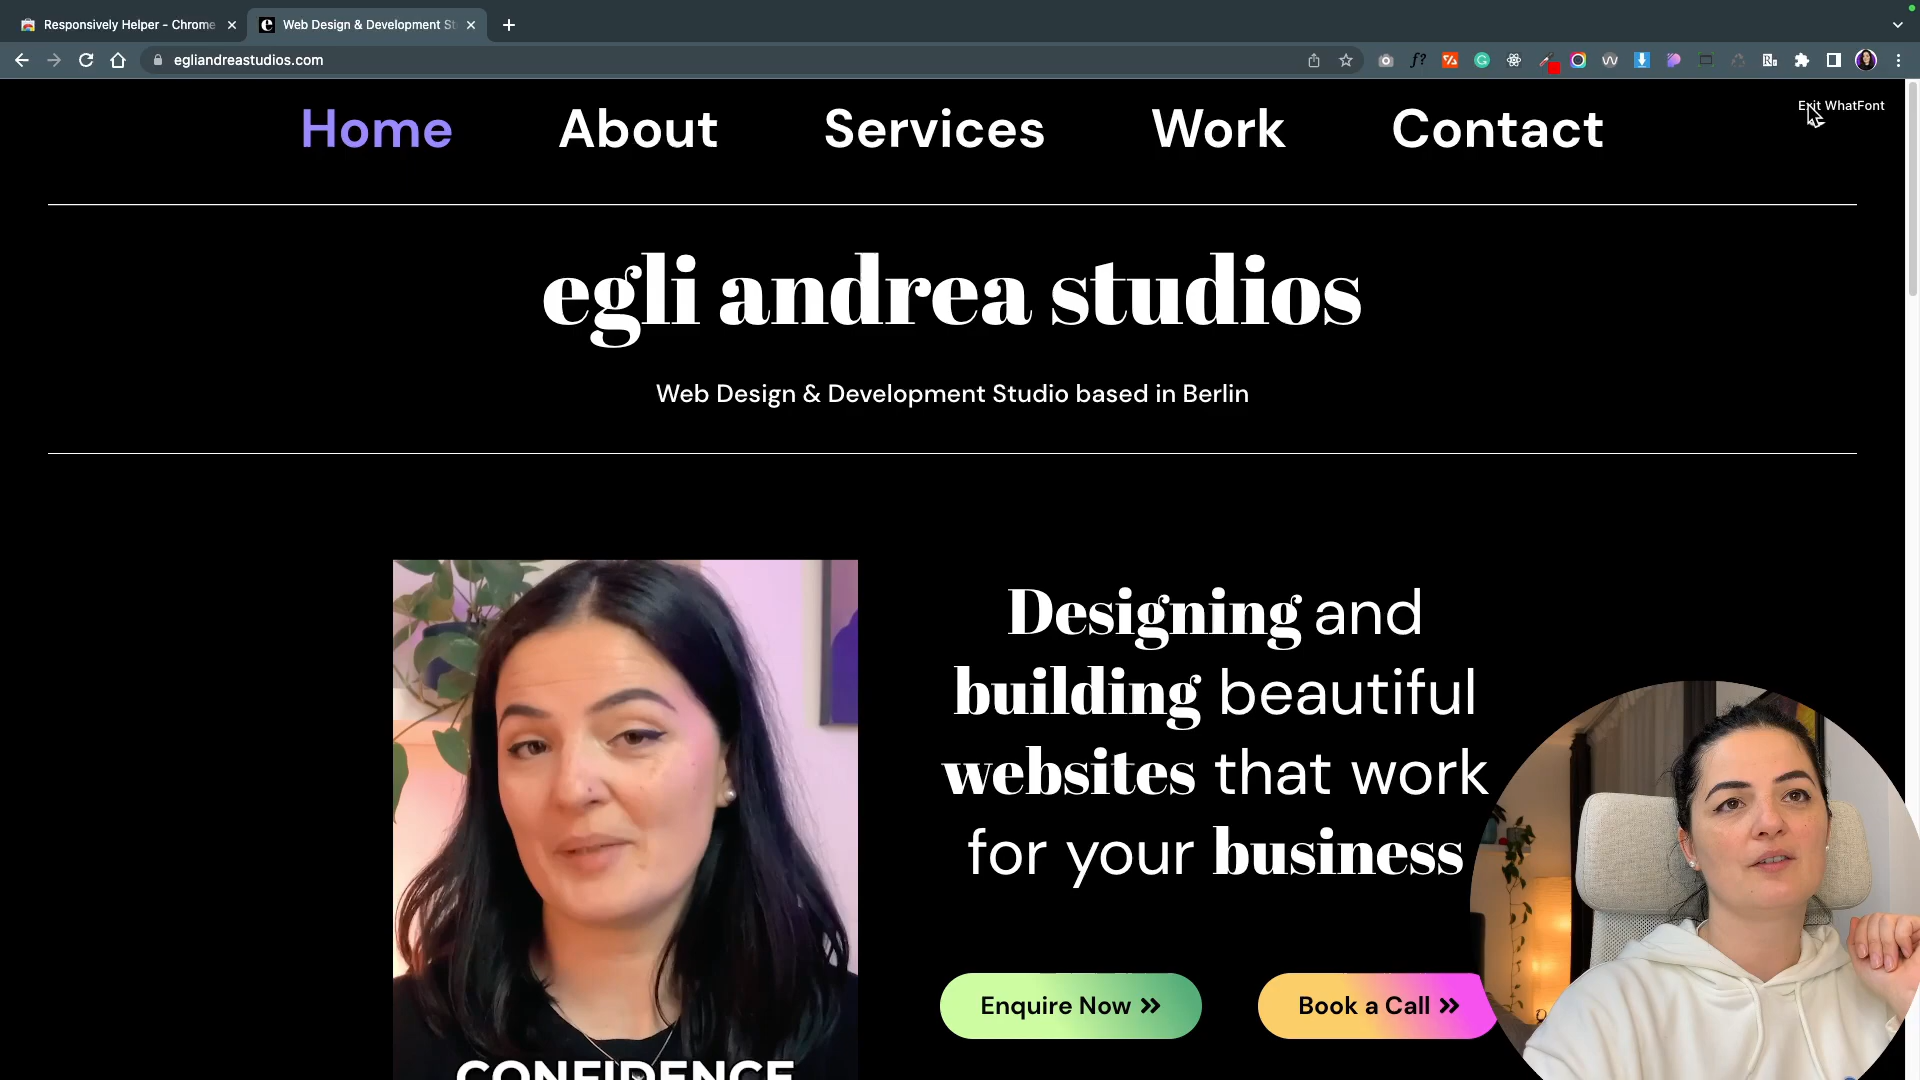 Responsively Helper - Chrome
Web Design & Development St
egliandreastudios.com
Exit WhatFont
Home About Services Work Contact
egli andrea studios
Web Design & Development Studio based in Berlin
Designing and
building beautiful
websites that work
for your business
Enquire Now
Book a Call
CONFIDENCE